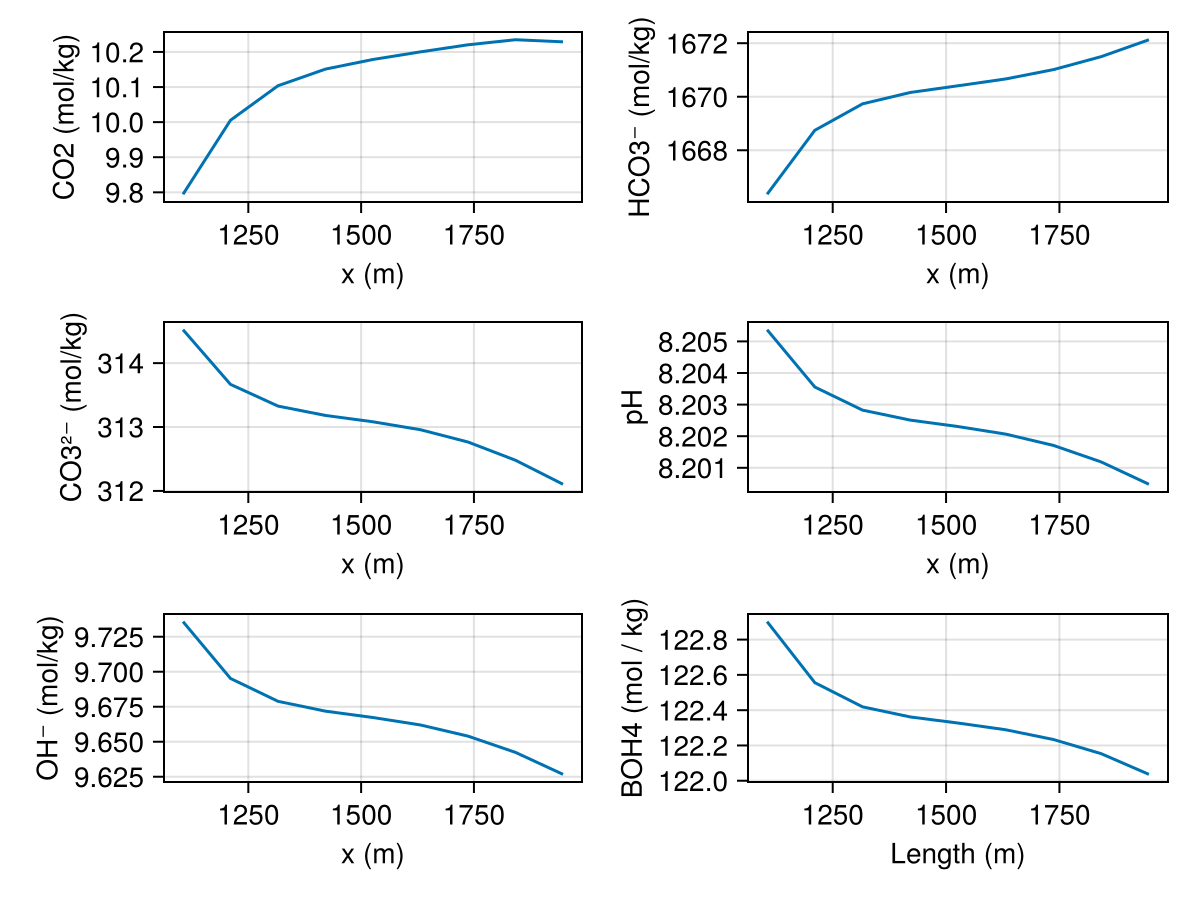 CO2 (mol/kg)
10.2
10.1
10.0
9.9
9.8
1250 1500 1750
x (m)
HCO3⁻ (mol/kg)
1672
1670
1668
1250 1500 1750
x (m)
CO3²⁻ (mol/kg)
314
313
312
1250 1500 1750
x (m)
pH
8.205
8.204
8.203
8.202
8.201
1250 1500 1750
x (m)
OH⁻ (mol/kg)
9.725
9.700
9.675
9.650
9.625
1250 1500 1750
x (m)
BOH4 (mol / kg)
122.8
122.6
122.4
122.2
122.0
1250 1500 1750
Length (m)